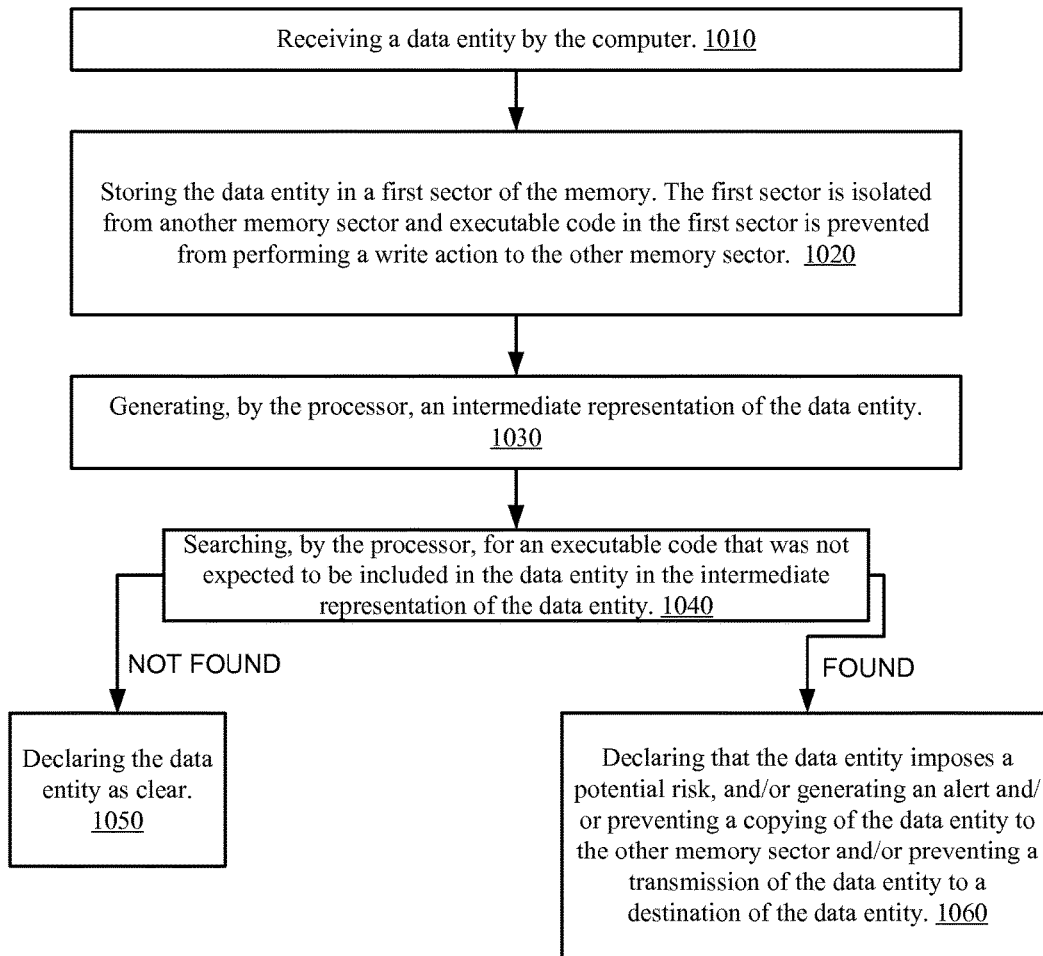 Receiving a data entity by the computer. 1010
Storing the data entity in a first sector of the memory. The first sector is isolated
from another memory sector and executable code in the first sector is prevented
from performing a write action to the other memory sector. 1020
Generating, by the processor, an intermediate representation of the data entity.
1030
Searching, by the processor, for an executable code that was not
expected to be included in the data entity in the intermediate
representation of the data entity. 1040
NOT FOUND
FOUND
Declaring the data
entity as clear.
1050
Declaring that the data entity imposes a
potential risk, and/or generating an alert and/
or preventing a copying of the data entity to
the other memory sector and/or preventing a
transmission of the data entity to a
destination of the data entity. 1060